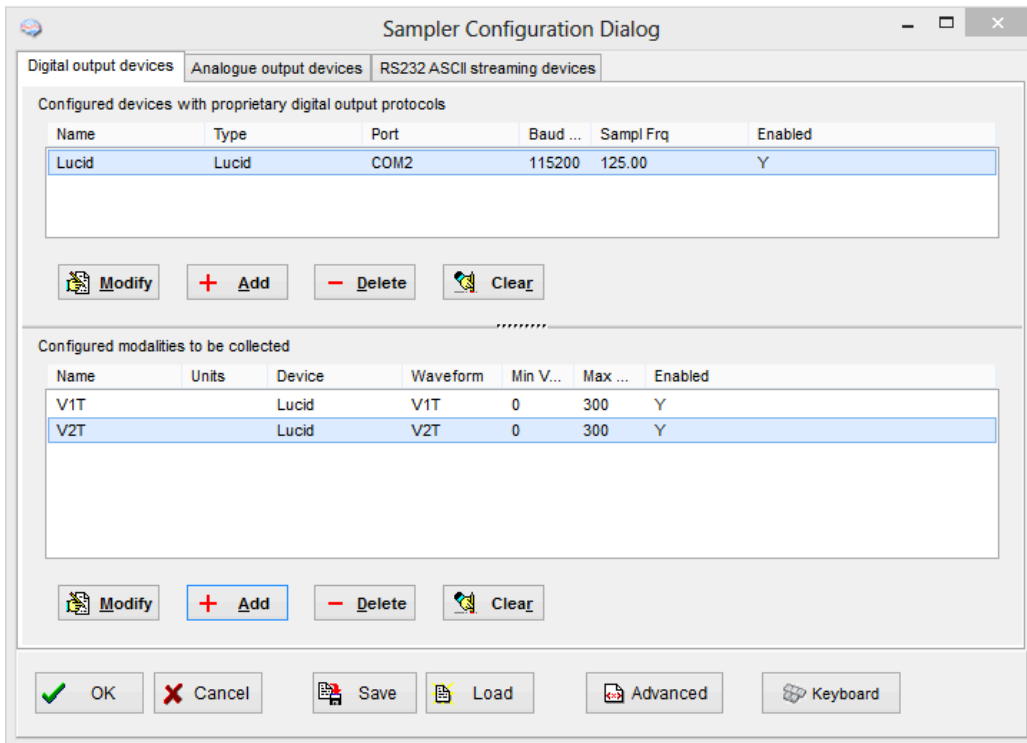 Sampler Configuration Dialog
Digital output devices Analogue output devices RS232 ASCII streaming devices
Configured devices with proprietary digital output protocols
Name Type Port Baud ... Sampl Frq Enabled
Lucid Lucid COM2 115200 125.00 Y
Modify Add Delete Clear
Configured modalities to be collected
Name Units Device Waveform Min V... Max ... Enabled
V1T Lucid V1T 0 300 Y
V2T Lucid V2T 0 300 Y
Modify Add Delete Clear
OK Cancel Save Load Advanced Keyboard